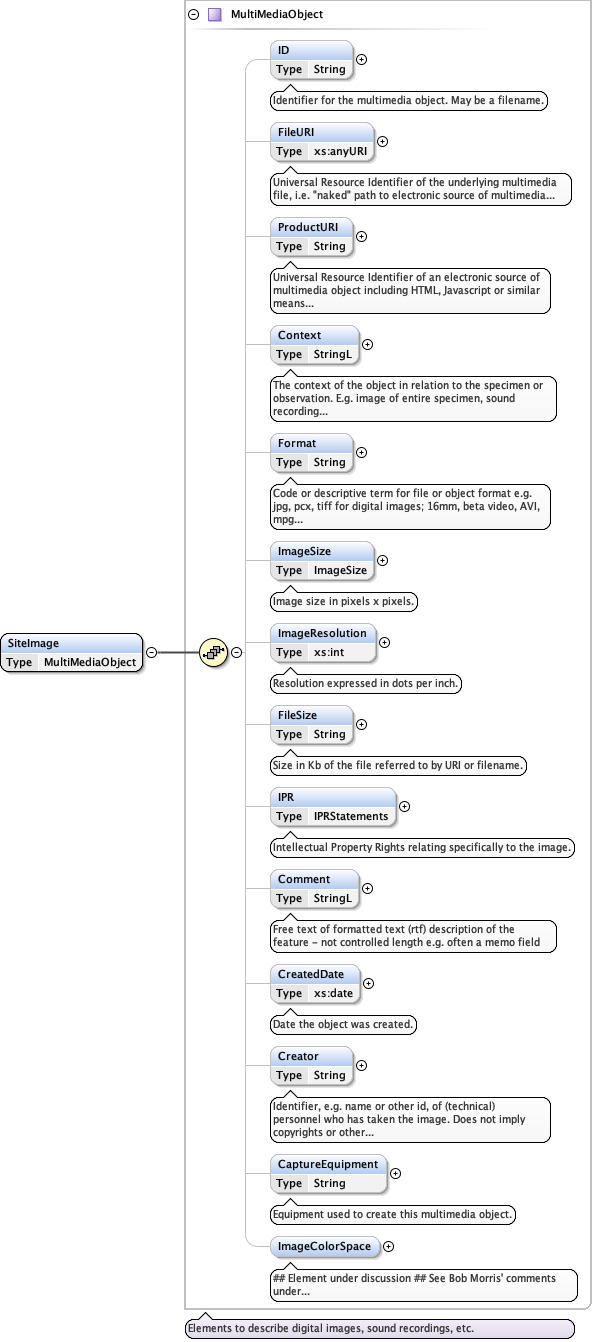 MultiMediaObject
ID
Type String
Identifier for the multimedia object. May be a filename.
FileURI
Type xs:anyURI
Universal Resource Identifier of the underlying multimedia
file, i.e. "naked" path to electronic source of multimedia...
ProductURI
Type String
Universal Resource Identifier of an electronic source of
multimedia object including HTML, Javascript or similar
means...
Context
Type StringL
The context of the object in relation to the specimen or
observation. E.g. image of entire specimen, sound
recording...
Format
Type String
Code or descriptive term for file or object format e.g.
jpg, pcx, tiff for digital images; 16mm, beta video, AVI,
mpg...
ImageSize
Type ImageSize
Image size in pixels x pixels.
SiteImage
Type MultiMediaObject
ImageResolution
Type xs:int
Resolution expressed in dots per inch.
FileSize
Type String
Size in Kb of the file referred to by URI or filename.
IPR
Type IPRStatements
Intellectual Property Rights relating specifically to the image.
Comment
Type StringL
Free text of formatted text (rtf) description of the
feature - not controlled length e.g. often a memo field
CreatedDate
Type xs:date
Date the object was created.
Creator
Type String
Identifier, e.g. name or other id, of (technical)
personnel who has taken the image. Does not imply
copyrights or other...
CaptureEquipment
Type String
Equipment used to create this multimedia object.
ImageColorSpace
## Element under discussion ## See Bob Morris' comments
under...
Elements to describe digital images, sound recordings, etc.